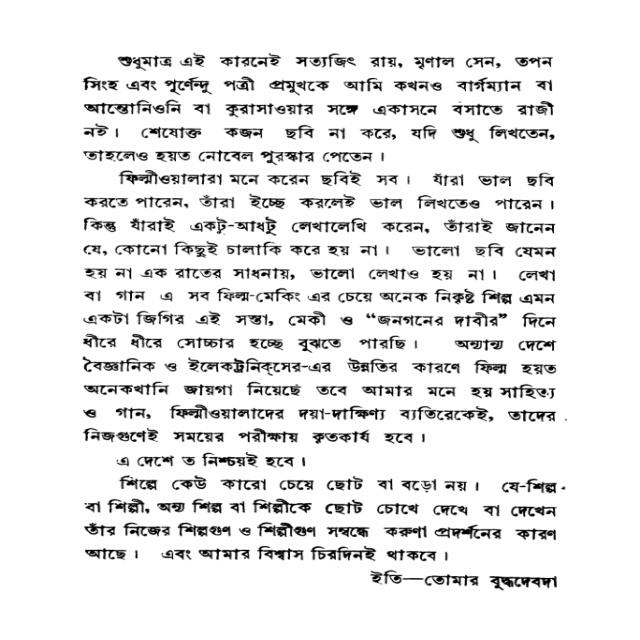 শুধুমাত্র এই কারনেই সত্যজিৎ রায়, মৃণাল সেন, তপন
সিংহ এবং পূর্ণেন্দু পত্রী প্রমুখকে আমি কখনও বার্গম্যান বা
আন্তোনিওনি বা কুরাসাওয়ার সঙ্গে একাসনে বসাতে রাজী
নই। শেষোক্ত কজন ছবি না করে, যদি শুধু লিখতেন,
তাহলেও হয়ত নোবেল পুরস্কার পেতেন।
ফিল্মীওয়ালারা মনে করেন ছবিই সব। যাঁরা ভাল ছবি
করতে পারেন, তাঁরা ইচ্ছে করলেই ভাল লিখতেও পারেন।
কিন্তু যাঁরাই একটু-আধটু লেখালেখি করেন, তাঁরাই জানেন
যে, কোনো কিছুই চালাকি করে হয় না। ভালো ছবি যেমন
হয় না এক রাতের সাধনায়, ভালো লেখাও হয় না। লেখা
বা গান এ সব ফিল্ম-মেকিং এর চেয়ে অনেক নিকৃষ্ট শিল্প এমন
একটা জিগির এই সস্তা, মেকী ও “জনগনের দাবীর” দিনে
ধীরে ধীরে সোচ্চার হচ্ছে বুঝতে পারছি। অন্যান্য দেশে
বৈজ্ঞানিক ও ইলেকট্রনিক্‌সের-এর উন্নতির কারণে ফিল্ম হয়ত
অনেকখানি জায়গা নিয়েছে তবে আমার মনে হয় সাহিত্য
ও গান, ফিল্মীওয়ালাদের দয়া-দাক্ষিণ্য ব্যতিরেকেই, তাদের
নিজগুণেই সময়ের পরীক্ষায় কৃতকার্য হবে।
এ দেশে ত নিশ্চয়ই হবে।
শিল্পে কেউ কারো চেয়ে ছোট বা বড়ো নয়। যে-শিল্প
বা শিল্পী, অন্য শিল্প বা শিল্পীকে ছোট চোখে দেখে বা দেখেন
তাঁর নিজের শিল্পগুণ ও শিল্পীগুণ সম্বন্ধে করুণা প্রদর্শনের কারণ
আছে। এবং আমার বিশ্বাস চিরদিনই থাকবে।
ইতি—তোমার বুদ্ধদেবদা